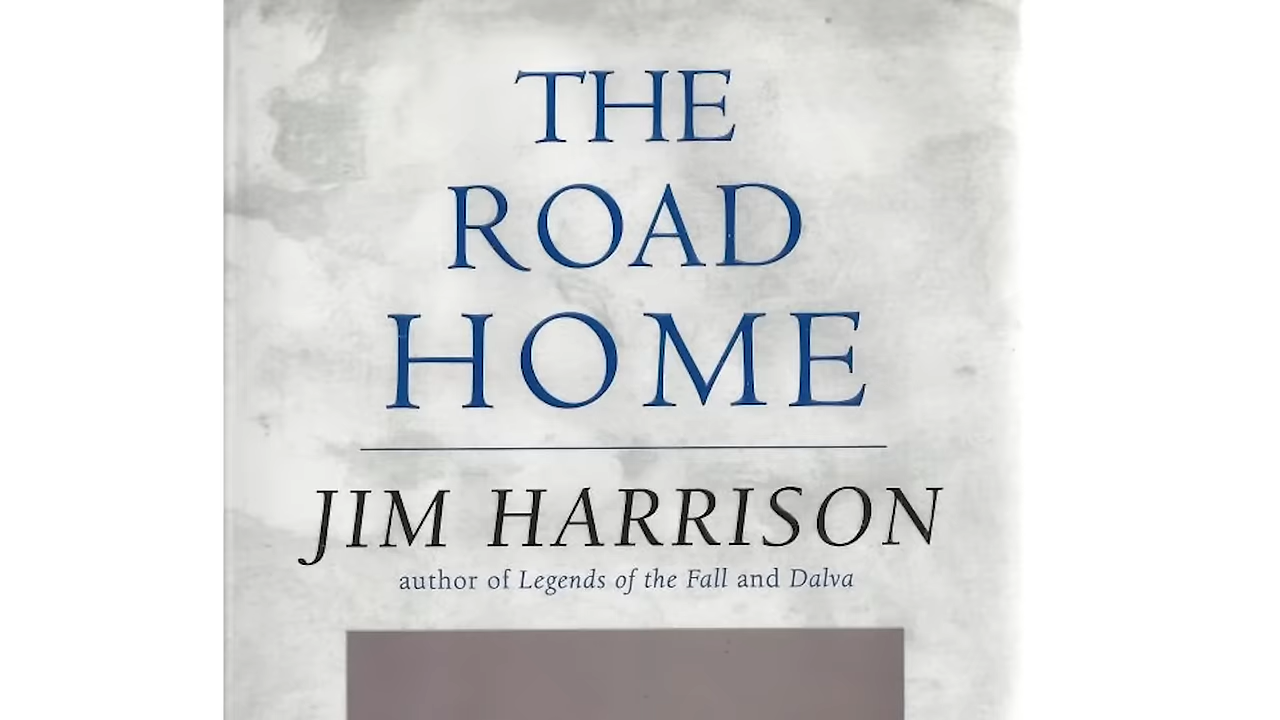 THE
ROAD
HOME
JIM HARRISON
author of Legends of the Fall and Dalva